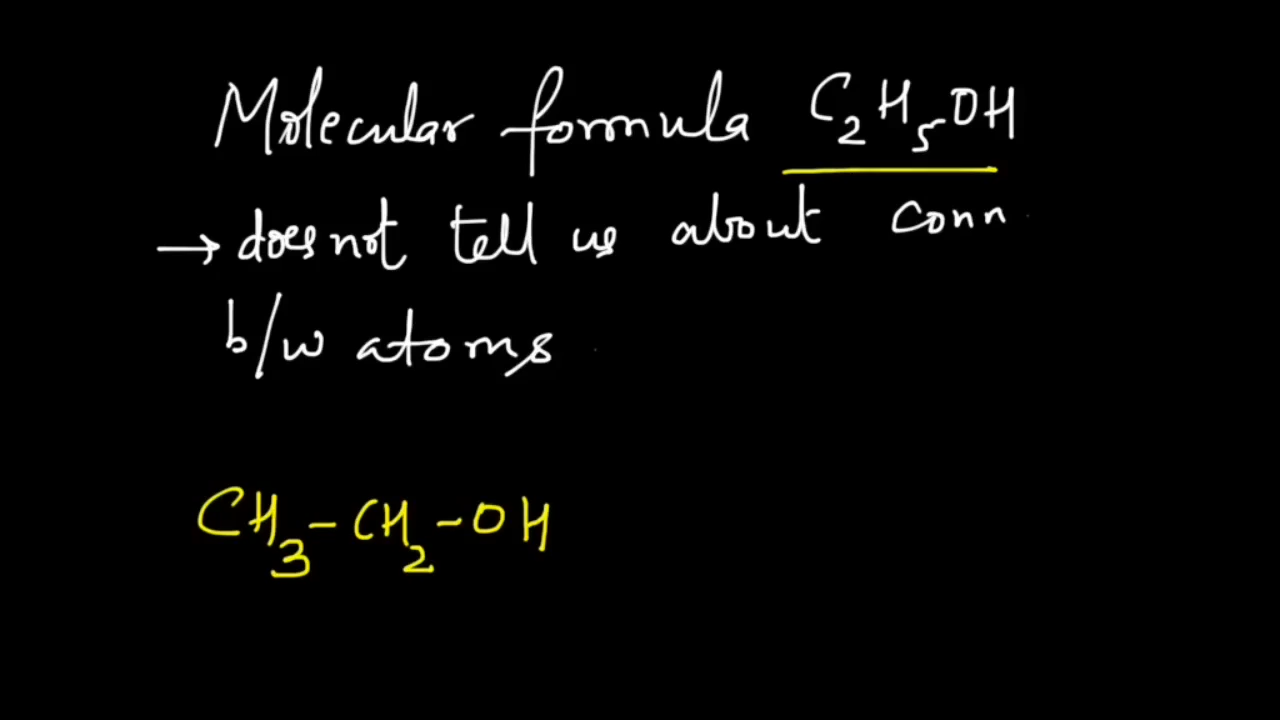 Molecular formula C₂H₅OH
→ does not tell us about conn
b/w atoms
CH₃-CH₂-OH